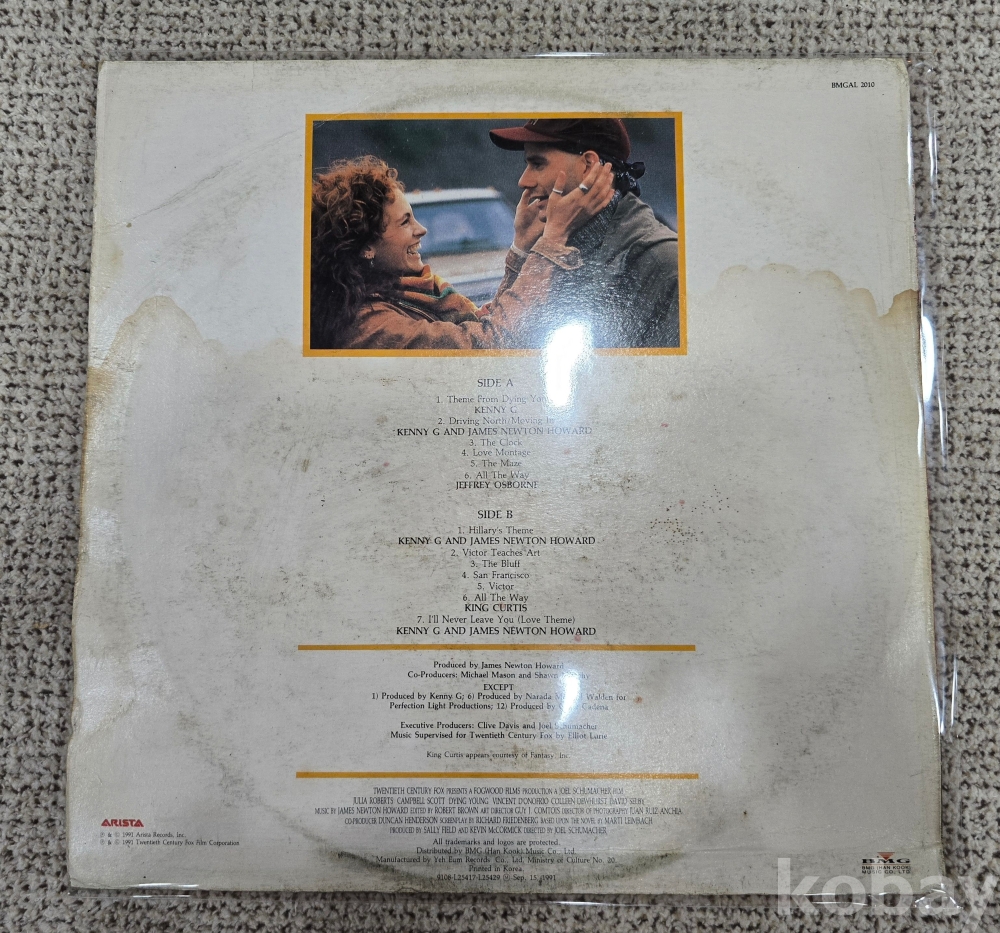 BMGAL 2010
SIDE A
1. Theme From Dying
KENNY G
2. Driving North/Moving In
KENNY G AND JAMES NEWTON HOWARD
3. The Clock
4. Love Montage
5. The Maze
6. All The Way
JEFFREY OSBORNE
SIDE B
1. Hillary's Theme
KENNY G AND JAMES NEWTON HOWARD
2. Victor Teaches Art
3. The Bluff
4. San Francisco
5. Victor
6. All The Way
KING CURTIS
7. I'll Never Leave You (Love Theme)
KENNY G AND JAMES NEWTON HOWARD
Produced by James Newton Howard
Co-Producers: Michael Mason and
EXCEPT
1) Produced by Kenny G; 6) Produced by Narada Walden for
Perfection Light Productions; 12) Produced by Cadena
Executive Producers: Clive Davis and Joel Schumacher
Music Supervised for Twentieth Century Fox by Elliot Lurie
King Curtis appears courtesy of Fantasy, Inc.
TWENTIETH CENTURY FOX PRESENTS A FOGWOOD FILMS PRODUCTION A JOEL SCHUMACHER FILM
JULIA ROBERTS CAMPBELL SCOTT DYING YOUNG VINCENT D'ONOFRIO COLLEEN DEWHURST DAVID SELBY
MUSIC BY JAMES NEWTON HOWARD EDITED BY ROBERT BROWN ART DIRECTOR GUY J. COMTOIS DIRECTOR OF PHOTOGRAPHY JUAN RUIZ-ANCHIA
CO-PRODUCER DUNCAN HENDERSON SCREENPLAY BY RICHARD FRIEDENBERG BASED UPON THE NOVEL BY MARTI LEIMBACH
PRODUCED BY SALLY FIELD AND KEVIN McCORMICK DIRECTED BY JOEL SCHUMACHER
ARISTA
℗ & © 1991 Arista Records, Inc.
℗ & © 1991 Twentieth Century Fox Film Corporation
All trademarks and logos are protected.
Distributed by BMG (Han Kook) Music Co., Ltd.
Manufactured by Yeh Eum Records Co., Ltd. Ministry of Culture No. 20.
Printed in Korea.
9108-L25417-L25429 ℗ Sep. 15. 1991
BMG
BMG (HAN KOOK)
MUSIC CO., LTD
kobay